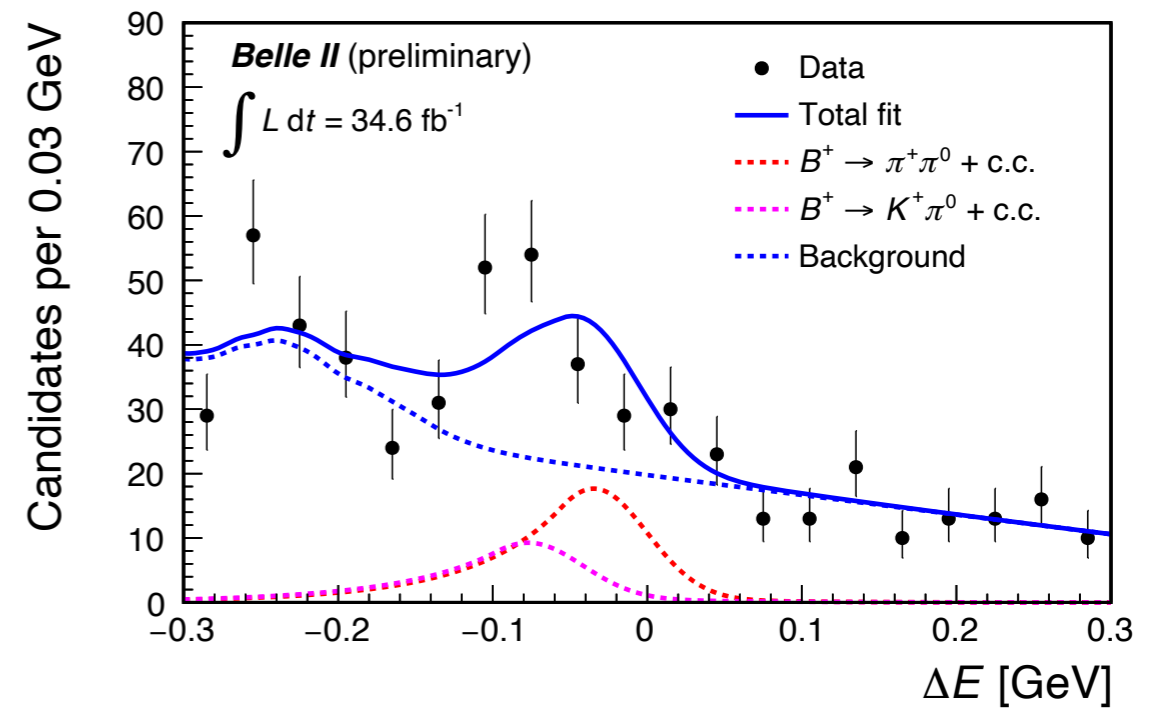 Candidates per 0.03 GeV
90
80
70
60
50
40
30
20
10
0
Belle II (preliminary)
∫ L dt = 34.6 fb⁻¹
Data
Total fit
B⁺ → π⁺π⁰ + c.c.
B⁺ → K⁺π⁰ + c.c.
Background
−0.3 −0.2 −0.1 0 0.1 0.2 0.3
ΔE [GeV]